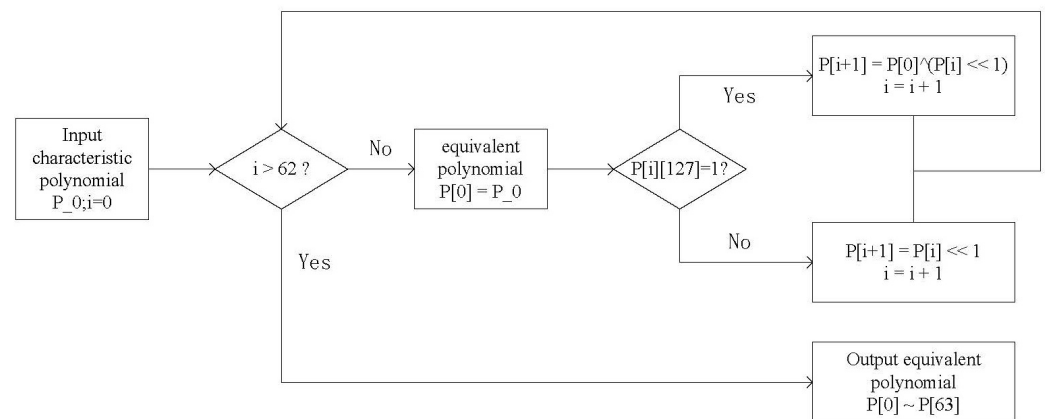 Input
characteristic
polynomial
P_0;i=0
i > 62 ?
No
Yes
equivalent
polynomial
P[0] = P_0
P[i][127]=1?
Yes
No
P[i+1] = P[0]^(P[i] << 1)
i = i + 1
P[i+1] = P[i] << 1
i = i + 1
Output equivalent
polynomial
P[0] ~ P[63]